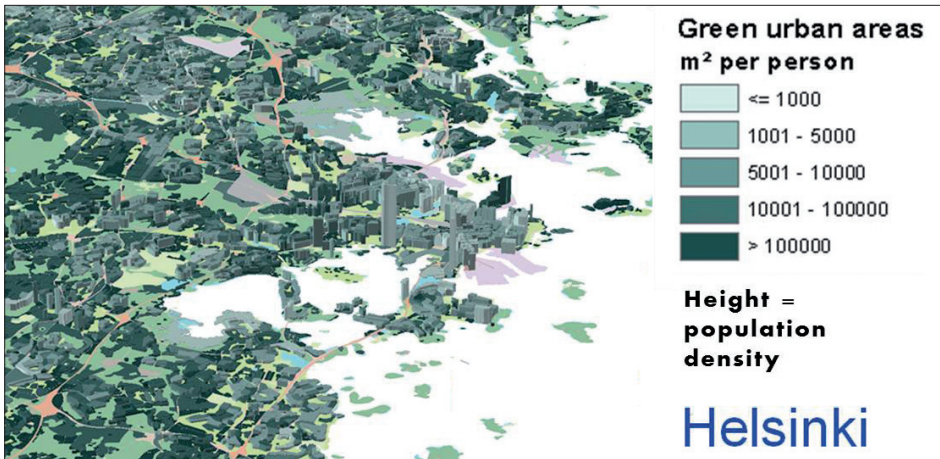 Green urban areas
m² per person
<= 1000
1001 - 5000
5001 - 10000
10001 - 100000
> 100000
Height =
population
density
Helsinki